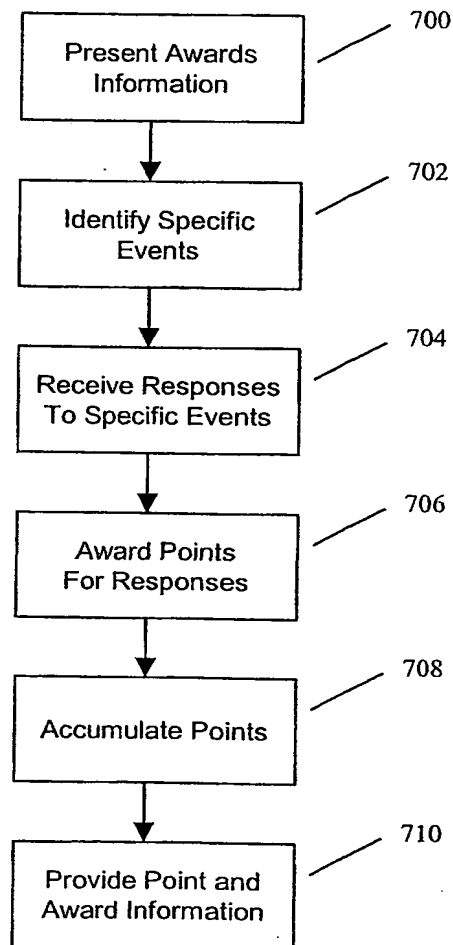 700
Present Awards
Information
702
Identify Specific
Events
704
Receive Responses
To Specific Events
706
Award Points
For Responses
708
Accumulate Points
710
Provide Point and
Award Information